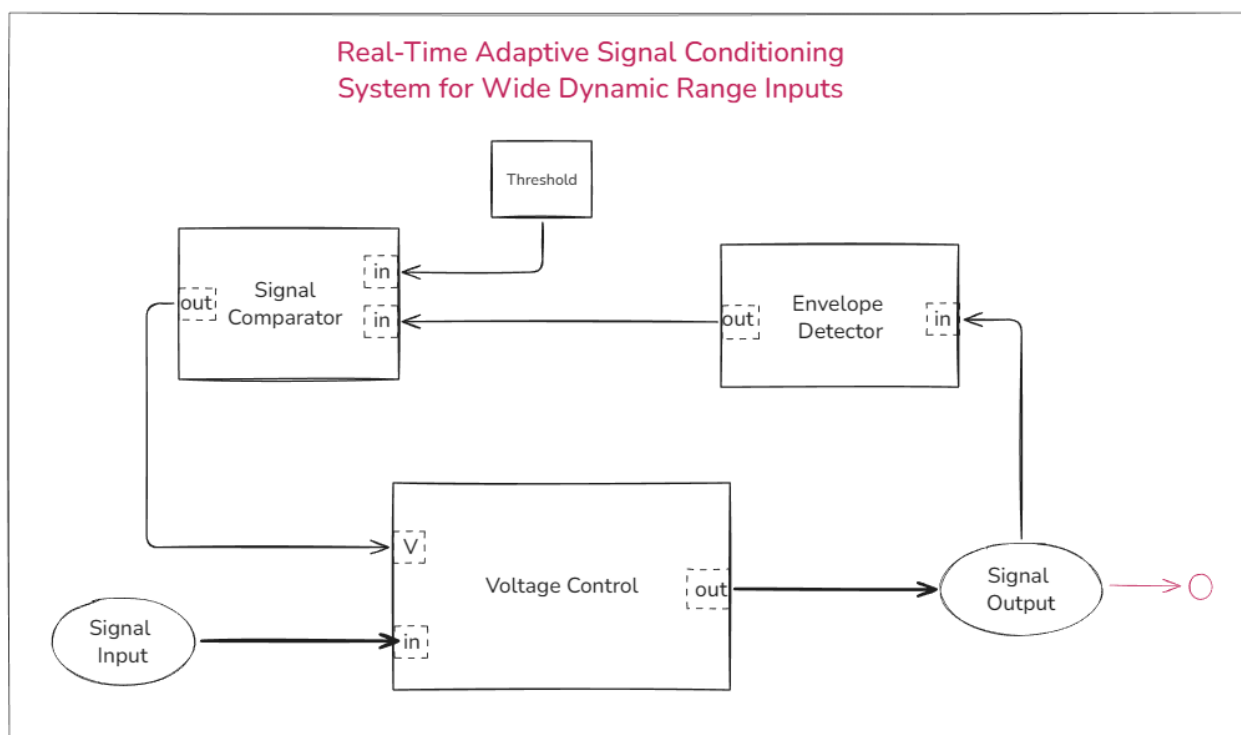 Real-Time Adaptive Signal Conditioning
System for Wide Dynamic Range Inputs
Threshold
out
Signal
Comparator
in
in
out
Envelope
Detector
in
V
in
Voltage Control
out
Signal
Input
Signal
Output